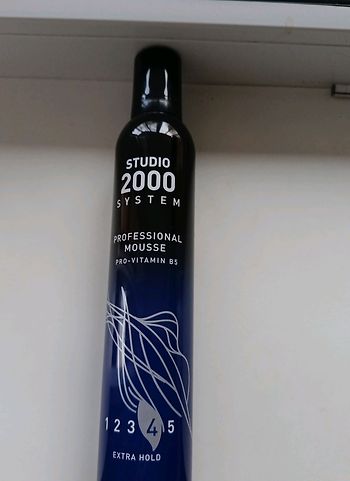 STUDIO
2000
SYSTEM
PROFESSIONAL
MOUSSE
PRO-VITAMIN B5
1 2 3 4 5
EXTRA HOLD